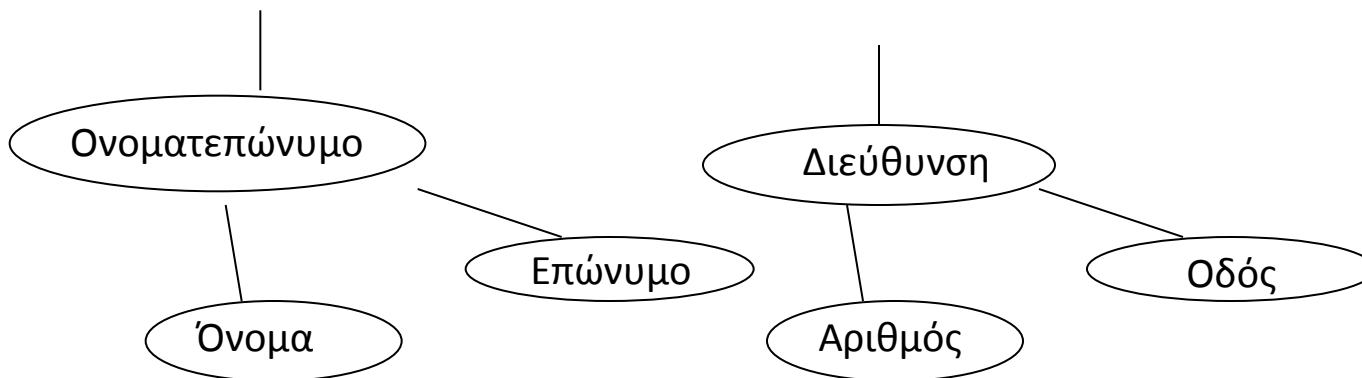 Ονοματεπώνυμο
Διεύθυνση
Επώνυμο
Οδός
Όνομα
Αριθμός